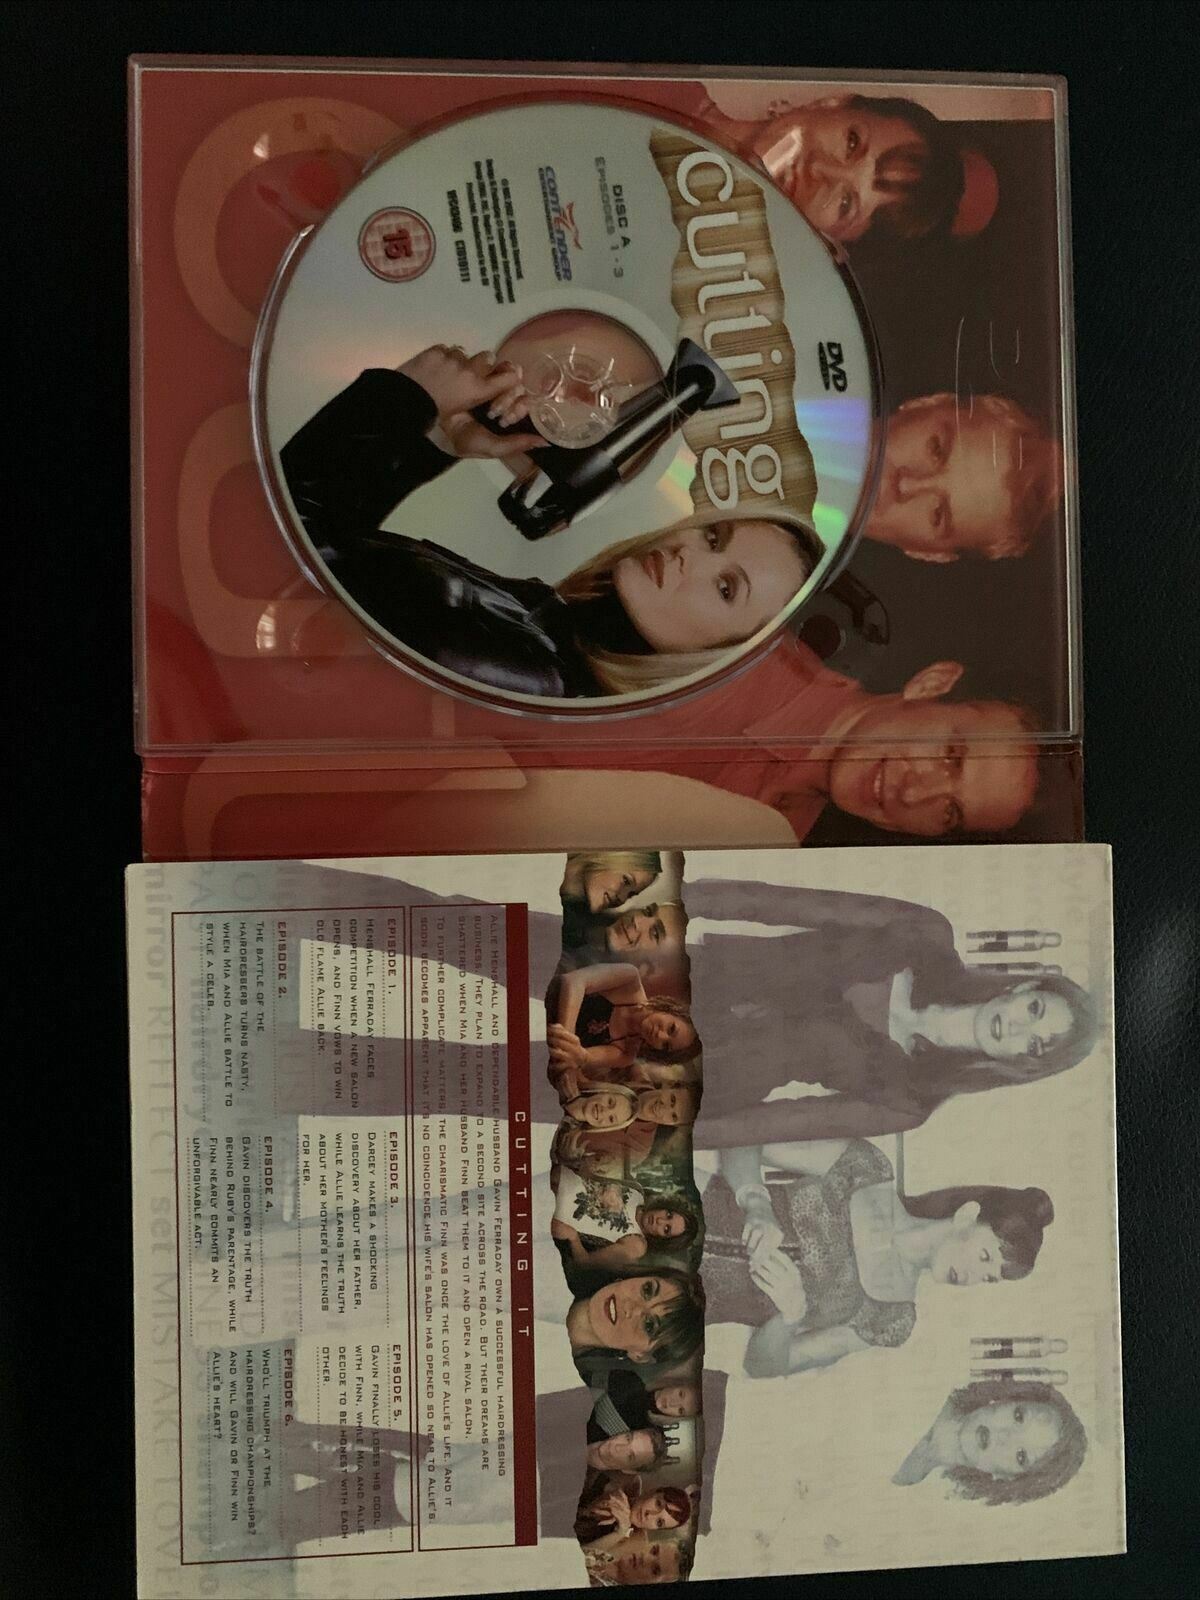 cutting
DVD
DISC A
EPISODES 1 - 3
CONTENDER
ENTERTAINMENT GROUP
15
CUTTING IT
ALLIE HENSHALL AND DEPENDABLE HUSBAND GAVIN FERRADAY OWN A SUCCESSFUL HAIRDRESSING
BUSINESS. THEY PLAN TO EXPAND TO A SECOND SITE ACROSS THE ROAD. BUT THEIR DREAMS ARE
SHATTERED WHEN MIA AND HER HUSBAND FINN BEAT THEM TO IT AND OPEN A RIVAL SALON.
TO FURTHER COMPLICATE MATTERS, THE CHARISMATIC FINN WAS ONCE THE LOVE OF ALLIE'S LIFE. AND IT
SOON BECOMES APPARENT THAT IT'S NO COINCIDENCE HIS WIFE'S SALON HAS OPENED SO NEAR TO ALLIE'S.
EPISODE 1.
HENSHALL FERRADAY FACES
COMPETITION WHEN A NEW SALON
OPENS, AND FINN VOWS TO WIN
OLD FLAME ALLIE BACK.
EPISODE 2.
THE BATTLE OF THE
HAIRDRESSERS TURNS NASTY,
WHEN MIA AND ALLIE BATTLE TO
STYLE A CELEB.
EPISODE 3.
DARCEY MAKES A SHOCKING
DISCOVERY ABOUT HER FATHER,
WHILE ALLIE LEARNS THE TRUTH
ABOUT HER MOTHER'S FEELINGS
FOR HER.
EPISODE 4.
GAVIN DISCOVERS THE TRUTH
BEHIND RUBY'S PARENTAGE, WHILE
FINN NEARLY COMMITS AN
UNFORGIVABLE ACT.
EPISODE 5.
GAVIN FINALLY LOSES HIS COOL
WITH FINN, WHILE MIA AND ALLIE
DECIDE TO BE HONEST WITH EACH
OTHER.
EPISODE 6.
WHO'LL TRIUMPH AT THE
HAIRDRESSING CHAMPIONSHIPS?
AND WILL GAVIN OR FINN WIN
ALLIE'S HEART?
mirror REFLECT